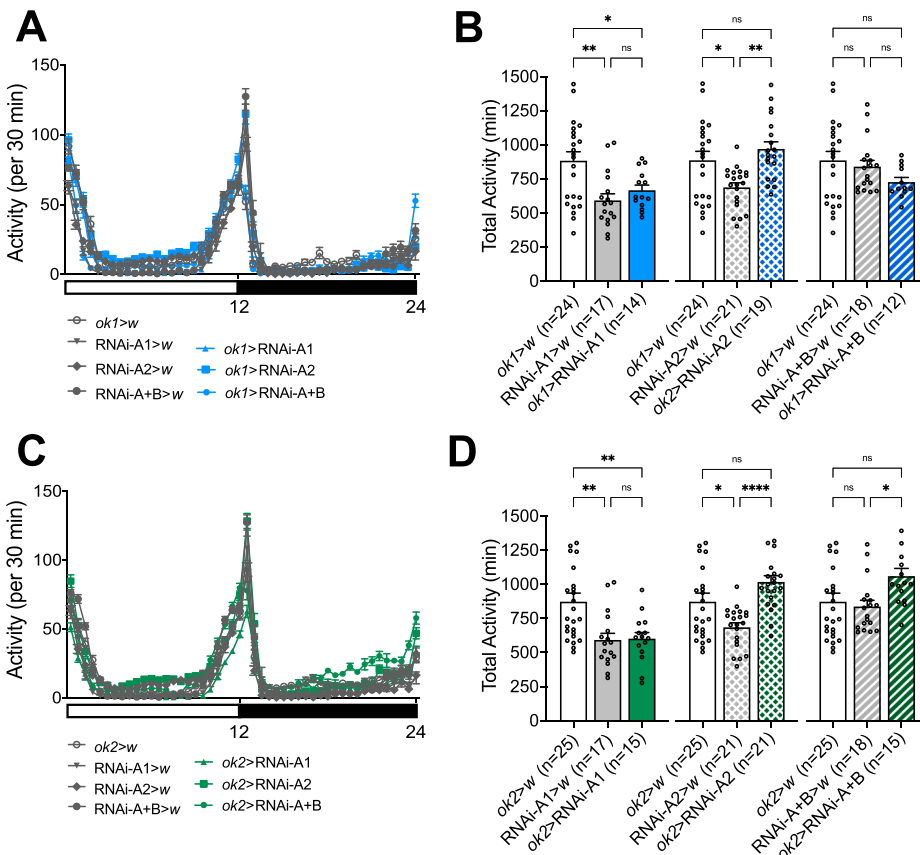 A
Activity (per 30 min)
150
100
50
0
12
24
ok1>w
RNAi-A1>w
RNAi-A2>w
RNAi-A+B>w
ok1>RNAi-A1
ok1>RNAi-A2
ok1>RNAi-A+B
B
Total Activity (min)
1500
1250
1000
750
500
250
0
*
** ns
ns
* **
ns
ns ns
ok1>w (n=24)
RNAi-A1>w (n=17)
ok1>RNAi-A1 (n=14)
ok1>w (n=24)
RNAi-A2>w (n=21)
ok2>RNAi-A2 (n=19)
ok1>w (n=24)
RNAi-A+B>w (n=18)
ok1>RNAi-A+B (n=12)
C
Activity (per 30 min)
150
100
50
0
12
24
ok2>w
RNAi-A1>w
RNAi-A2>w
RNAi-A+B>w
ok2>RNAi-A1
ok2>RNAi-A2
ok2>RNAi-A+B
D
Total Activity (min)
1500
1250
1000
750
500
250
0
**
** ns
ns
* ****
ns
ns *
ok2>w (n=25)
RNAi-A1>w (n=17)
ok2>RNAi-A1 (n=15)
ok2>w (n=25)
RNAi-A2>w (n=21)
ok2>RNAi-A2 (n=21)
ok2>w (n=25)
RNAi-A+B>w (n=18)
ok2>RNAi-A+B (n=15)